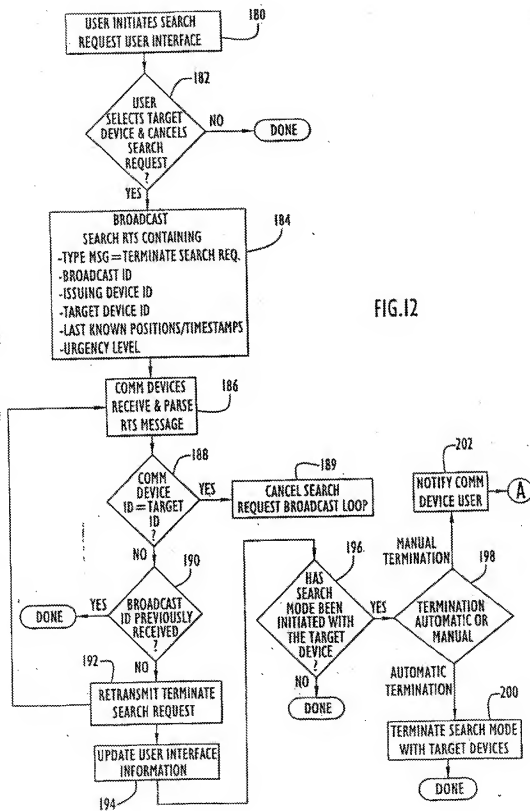 USER INITIATES SEARCH
REQUEST USER INTERFACE
180
182
USER
SELECTS TARGET
DEVICE & CANCELS
SEARCH
REQUEST
?
NO
DONE
YES
BROADCAST
SEARCH RTS CONTAINING
-TYPE MSG=TERMINATE SEARCH REQ.
-BROADCAST ID
-ISSUING DEVICE ID
-TARGET DEVICE ID
-LAST KNOWN POSITIONS/TIMESTAMPS
-URGENCY LEVEL
184
FIG.12
COMM DEVICES
RECEIVE & PARSE
RTS MESSAGE
186
188
COMM
DEVICE
ID=TARGET
ID
?
YES
189
CANCEL SEARCH
REQUEST BROADCAST LOOP
NO
190
BROADCAST
ID PREVIOUSLY
RECEIVED
?
YES
DONE
NO
192
RETRANSMIT TERMINATE
SEARCH REQUEST
UPDATE USER INTERFACE
INFORMATION
194
196
HAS
SEARCH
MODE BEEN
INITIATED WITH
THE TARGET
DEVICE
?
YES
NO
DONE
202
NOTIFY COMM
DEVICE USER
A
MANUAL
TERMINATION
198
TERMINATION
AUTOMATIC OR
MANUAL
AUTOMATIC
TERMINATION
200
TERMINATE SEARCH MODE
WITH TARGET DEVICES
DONE